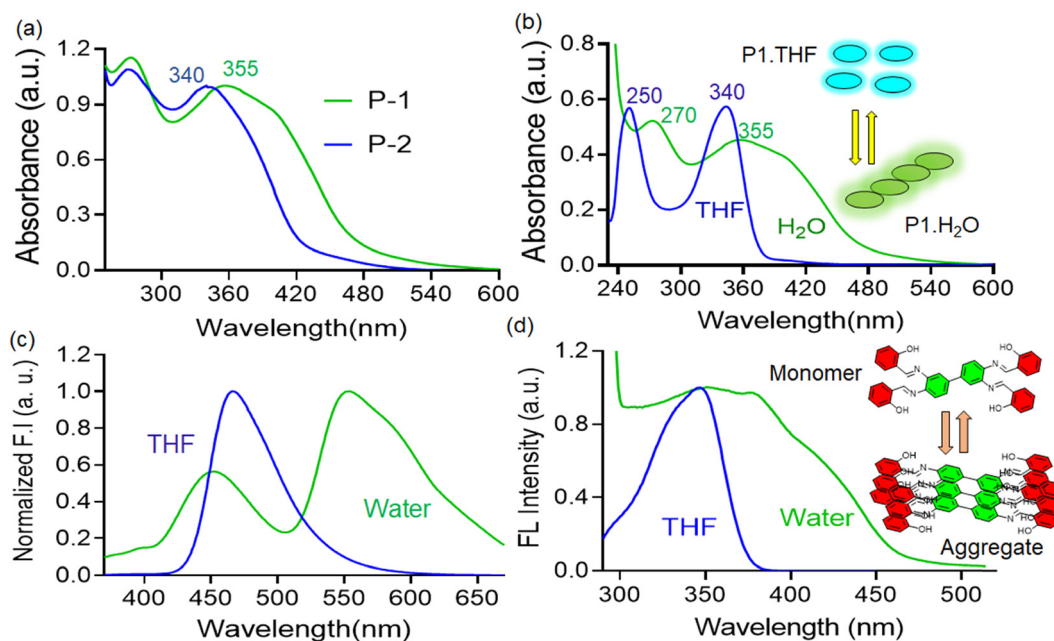 (a)
Absorbance (a.u.)
1.2
0.9
0.6
0.3
0.0
340
355
P-1
P-2
300
360
420
480
540
600
Wavelength(nm)
(b)
Absorbance (a.u.)
0.8
0.6
0.4
0.2
0.0
250
270
340
355
THF
H2O
P1.THF
P1.H2O
240
300
360
420
480
540
600
Wavelength(nm)
(c)
Normalized F.I (a. u.)
1.2
1.0
0.8
0.6
0.4
0.2
0.0
THF
Water
400
450
500
550
600
650
Wavelength(nm)
(d)
FL Intensity (a.u.)
1.2
0.8
0.4
0.0
THF
Water
Monomer
OH
HO
N
N
N
N
OH
HO
Aggregate
300
350
400
450
500
Wavelength (nm)